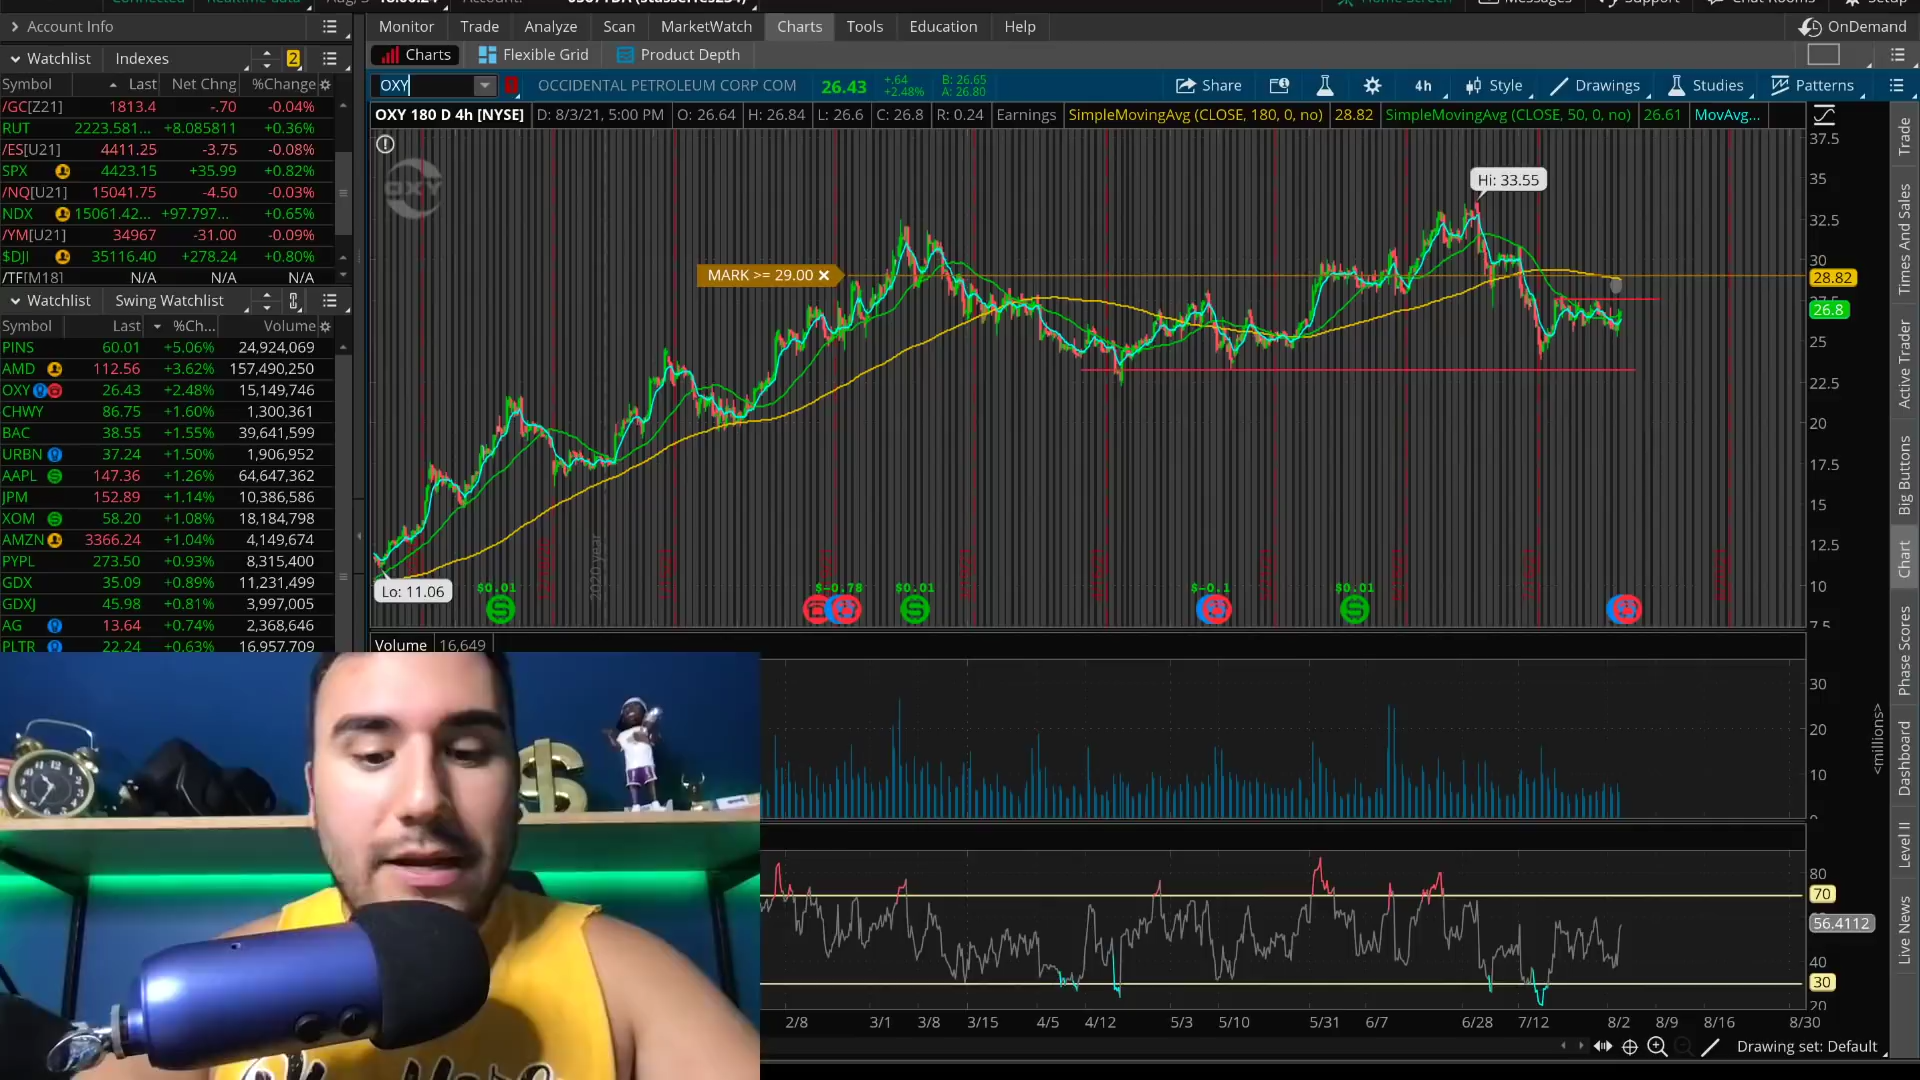 Account Info
Monitor Trade Analyze Scan MarketWatch Charts Tools Education Help OnDemand
Watchlist Indexes 2
Charts Flexible Grid Product Depth
Symbol Last Net Chng %Change
/GC[Z21] 1813.4 -.70 -0.04%
RUT 2223.581... +8.085811 +0.36%
/ES[U21] 4411.25 -3.75 -0.08%
SPX 4423.15 +35.99 +0.82%
/NQ[U21] 15041.75 -4.50 -0.03%
NDX 15061.42... +97.797... +0.65%
/YM[U21] 34967 -31.00 -0.09%
$DJI 35116.40 +278.24 +0.80%
/TF[M18] N/A N/A N/A
Watchlist Swing Watchlist
Symbol Last %Ch... Volume
PINS 60.01 +5.06% 24,924,069
AMD 112.56 +3.62% 157,490,250
OXY 26.43 +2.48% 15,149,746
CHWY 86.75 +1.60% 1,300,361
BAC 38.55 +1.55% 39,641,599
URBN 37.24 +1.50% 1,906,952
AAPL 147.36 +1.26% 64,647,362
JPM 152.89 +1.14% 10,386,586
XOM 58.20 +1.08% 18,184,798
AMZN 3366.24 +1.04% 4,149,674
PYPL 273.50 +0.93% 8,315,400
GDX 35.09 +0.89% 11,231,499
GDXJ 45.98 +0.81% 3,997,005
AG 13.64 +0.74% 2,368,646
PLTR 22.24 +0.63% 16,957,709
OXY OCCIDENTAL PETROLEUM CORP COM 26.43 +.64 +2.48% B: 26.65 A: 26.80 Share 4h Style Drawings Studies Patterns
OXY 180 D 4h [NYSE] D: 8/3/21, 5:00 PM O: 26.64 H: 26.84 L: 26.6 C: 26.8 R: 0.24 Earnings SimpleMovingAvg (CLOSE, 180, 0, no) 28.82 SimpleMovingAvg (CLOSE, 50, 0, no) 26.61 MovAvg...
OXY
Hi: 33.55
MARK >= 29.00
Lo: 11.06
2020 year
$0.01 $-0.78 $0.01 $-0.1 $0.01
37.5
35
32.5
30
28.82
26.8
25
22.5
20
17.5
15
12.5
10
7.5
Volume 16,649
30
20
10
<millions>
80
70
56.4112
40
30
20
2/8 3/1 3/8 3/15 4/5 4/12 5/3 5/10 5/31 6/7 6/28 7/12 8/2 8/9 8/16 8/30
Drawing set: Default
Trade
Times And Sales
Active Trader
Big Buttons
Chart
Phase Scores
Dashboard
Level II
Live News